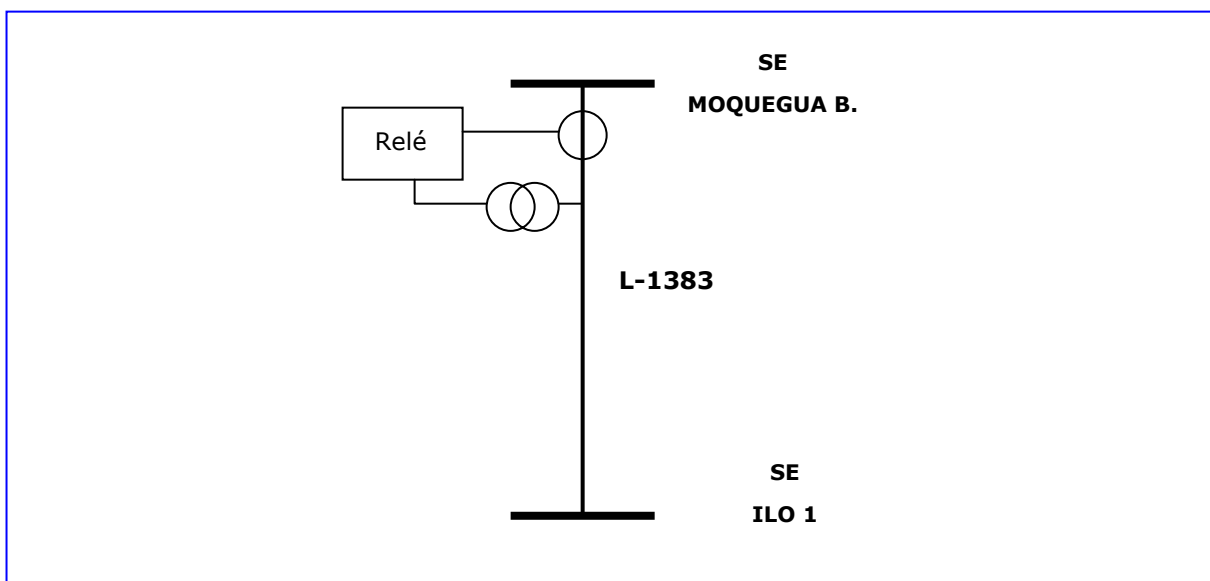 SE
MOQUEGUA B.
Relé
L-1383
SE
ILO 1